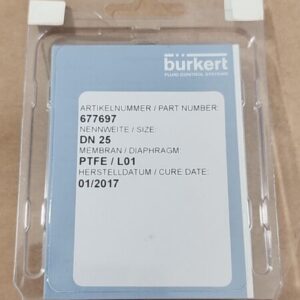 bürkert
FLUID CONTROL SYSTEMS
ARTIKELNUMMER / PART NUMBER:
677697
NENNWEITE / SIZE:
DN 25
MEMBRAN / DIAPHRAGM:
PTFE / L01
HERSTELLDATUM / CURE DATE:
01/2017